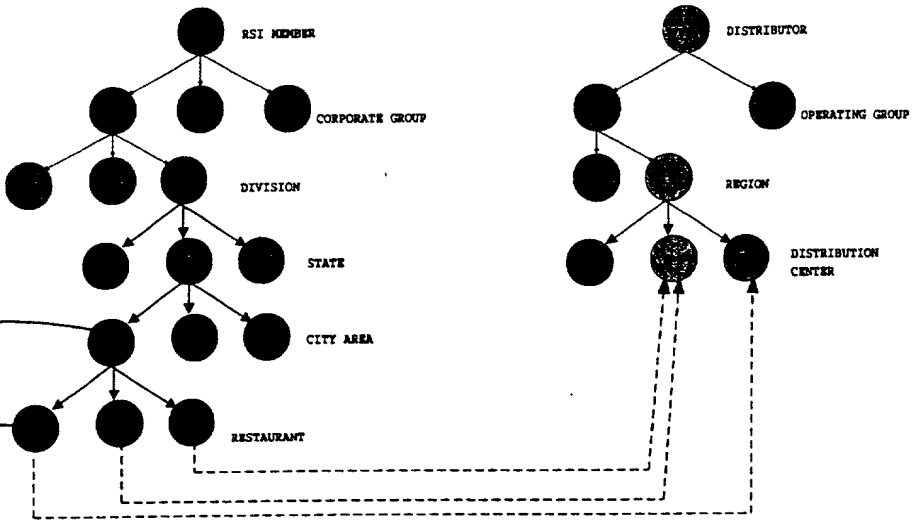 RSI MEMBER
DISTRIBUTOR
CORPORATE GROUP
OPERATING GROUP
DIVISION
REGION
STATE
DISTRIBUTION
CENTER
CITY AREA
RESTAURANT